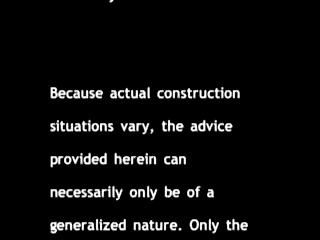 Because actual construction
situations vary, the advice
provided herein can
necessarily only be of a
generalized nature. Only the